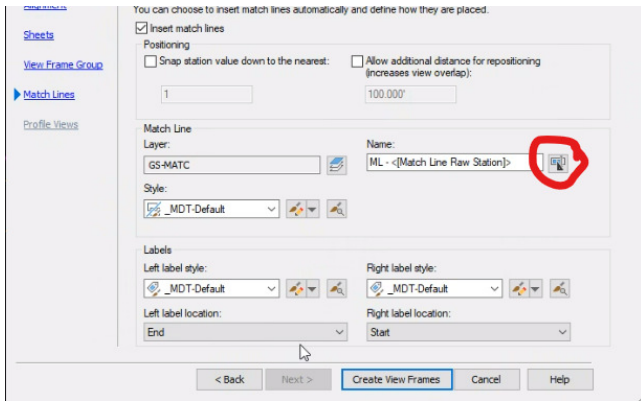 Alignment
You can choose to insert match lines automatically and define how they are placed.
Sheets
Insert match lines
Positioning
View Frame Group
Snap station value down to the nearest:
Allow additional distance for repositioning
(increases view overlap):
Match Lines
1
100.000'
Profile Views
Match Line
Layer:
Name:
GS-MATC
ML - <[Match Line Raw Station]>
Style:
_MDT-Default
Labels
Left label style:
Right label style:
_MDT-Default
_MDT-Default
Left label location:
Right label location:
End
Start
< Back
Next >
Create View Frames
Cancel
Help